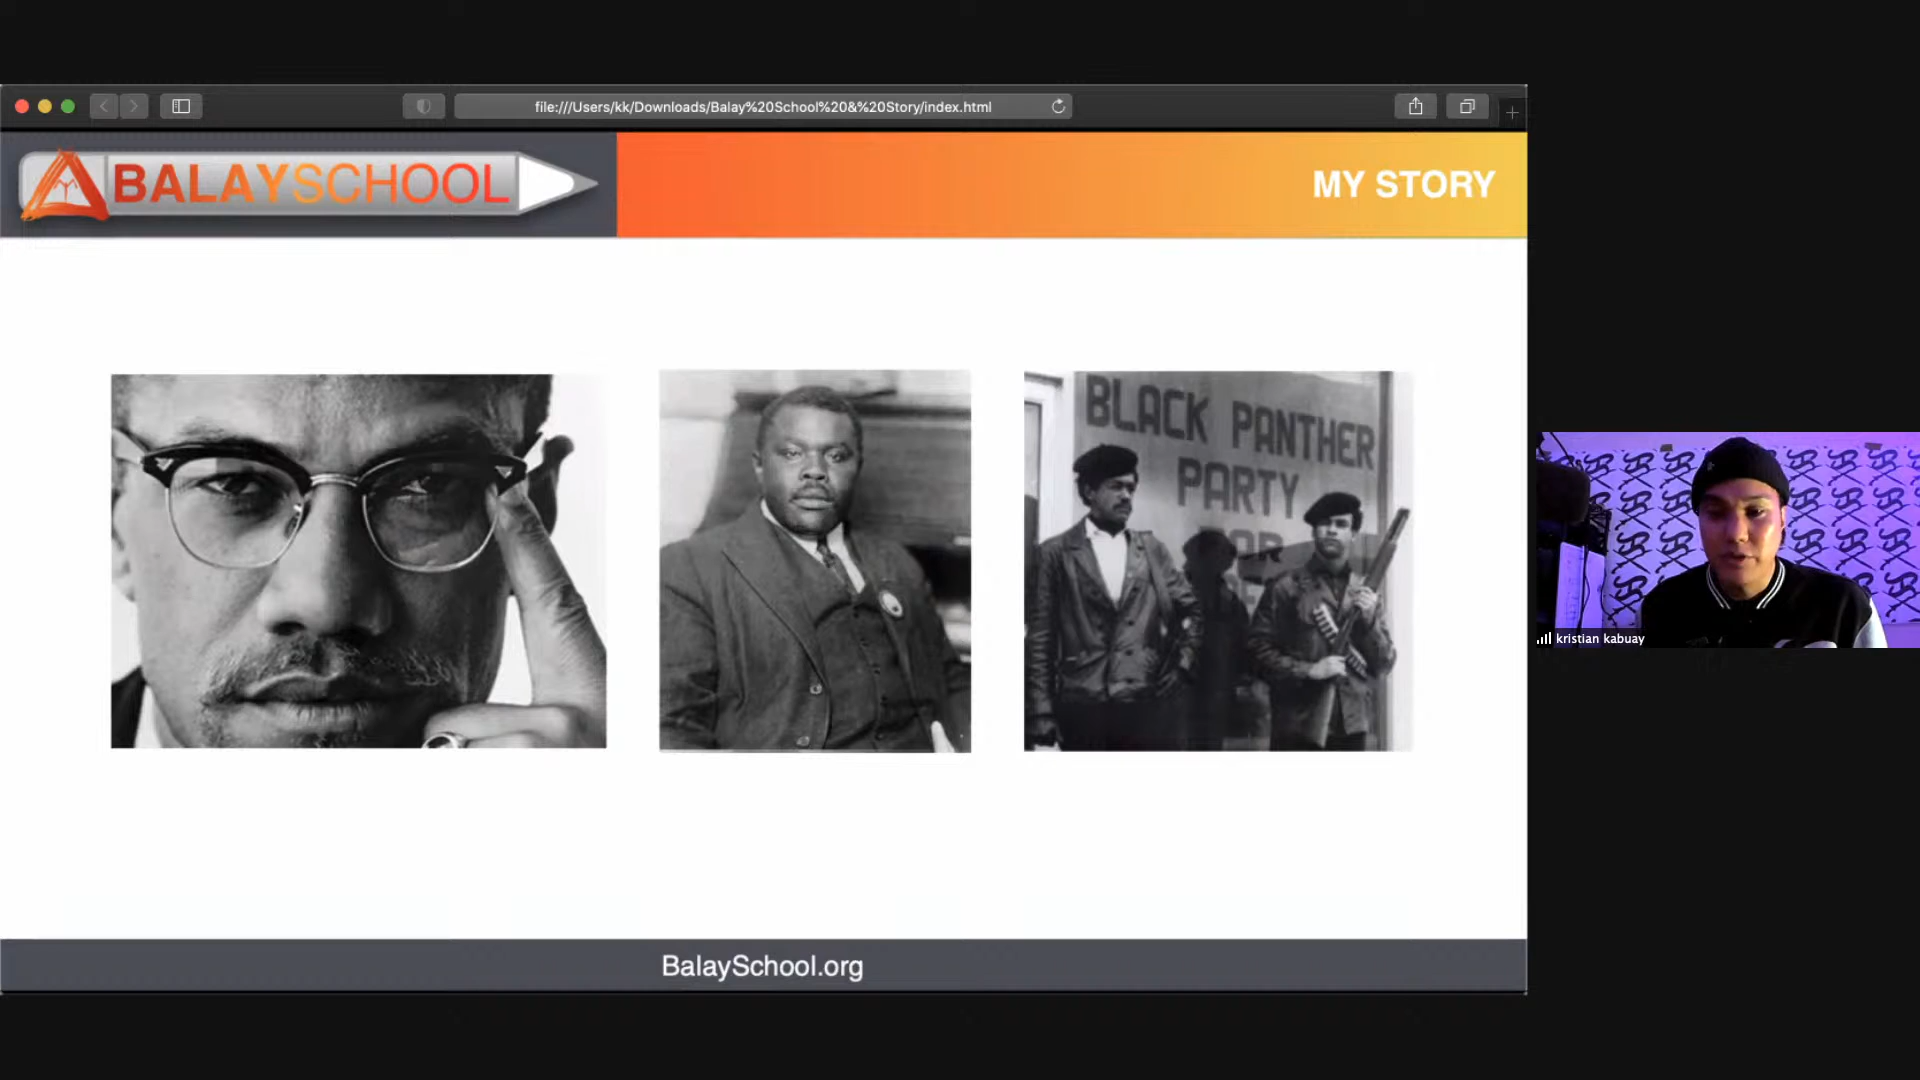 file:///Users/kk/Downloads/Balay%20School%20&%20Story/index.html
BALAYSCHOOL
MY STORY
BLACK PANTHER
PARTY
kristian kabuay
BalaySchool.org